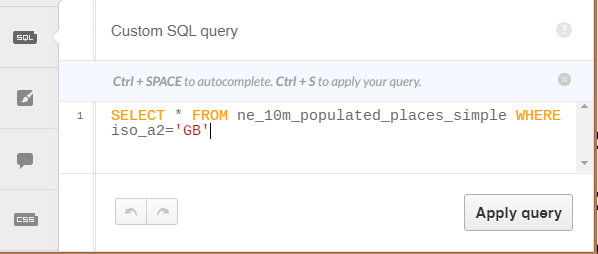 SQL
Custom SQL query
?
Ctrl + SPACE to autocomplete. Ctrl + S to apply your query.
1
SELECT * FROM ne_10m_populated_places_simple WHERE
iso_a2='GB'
CSS
Apply query